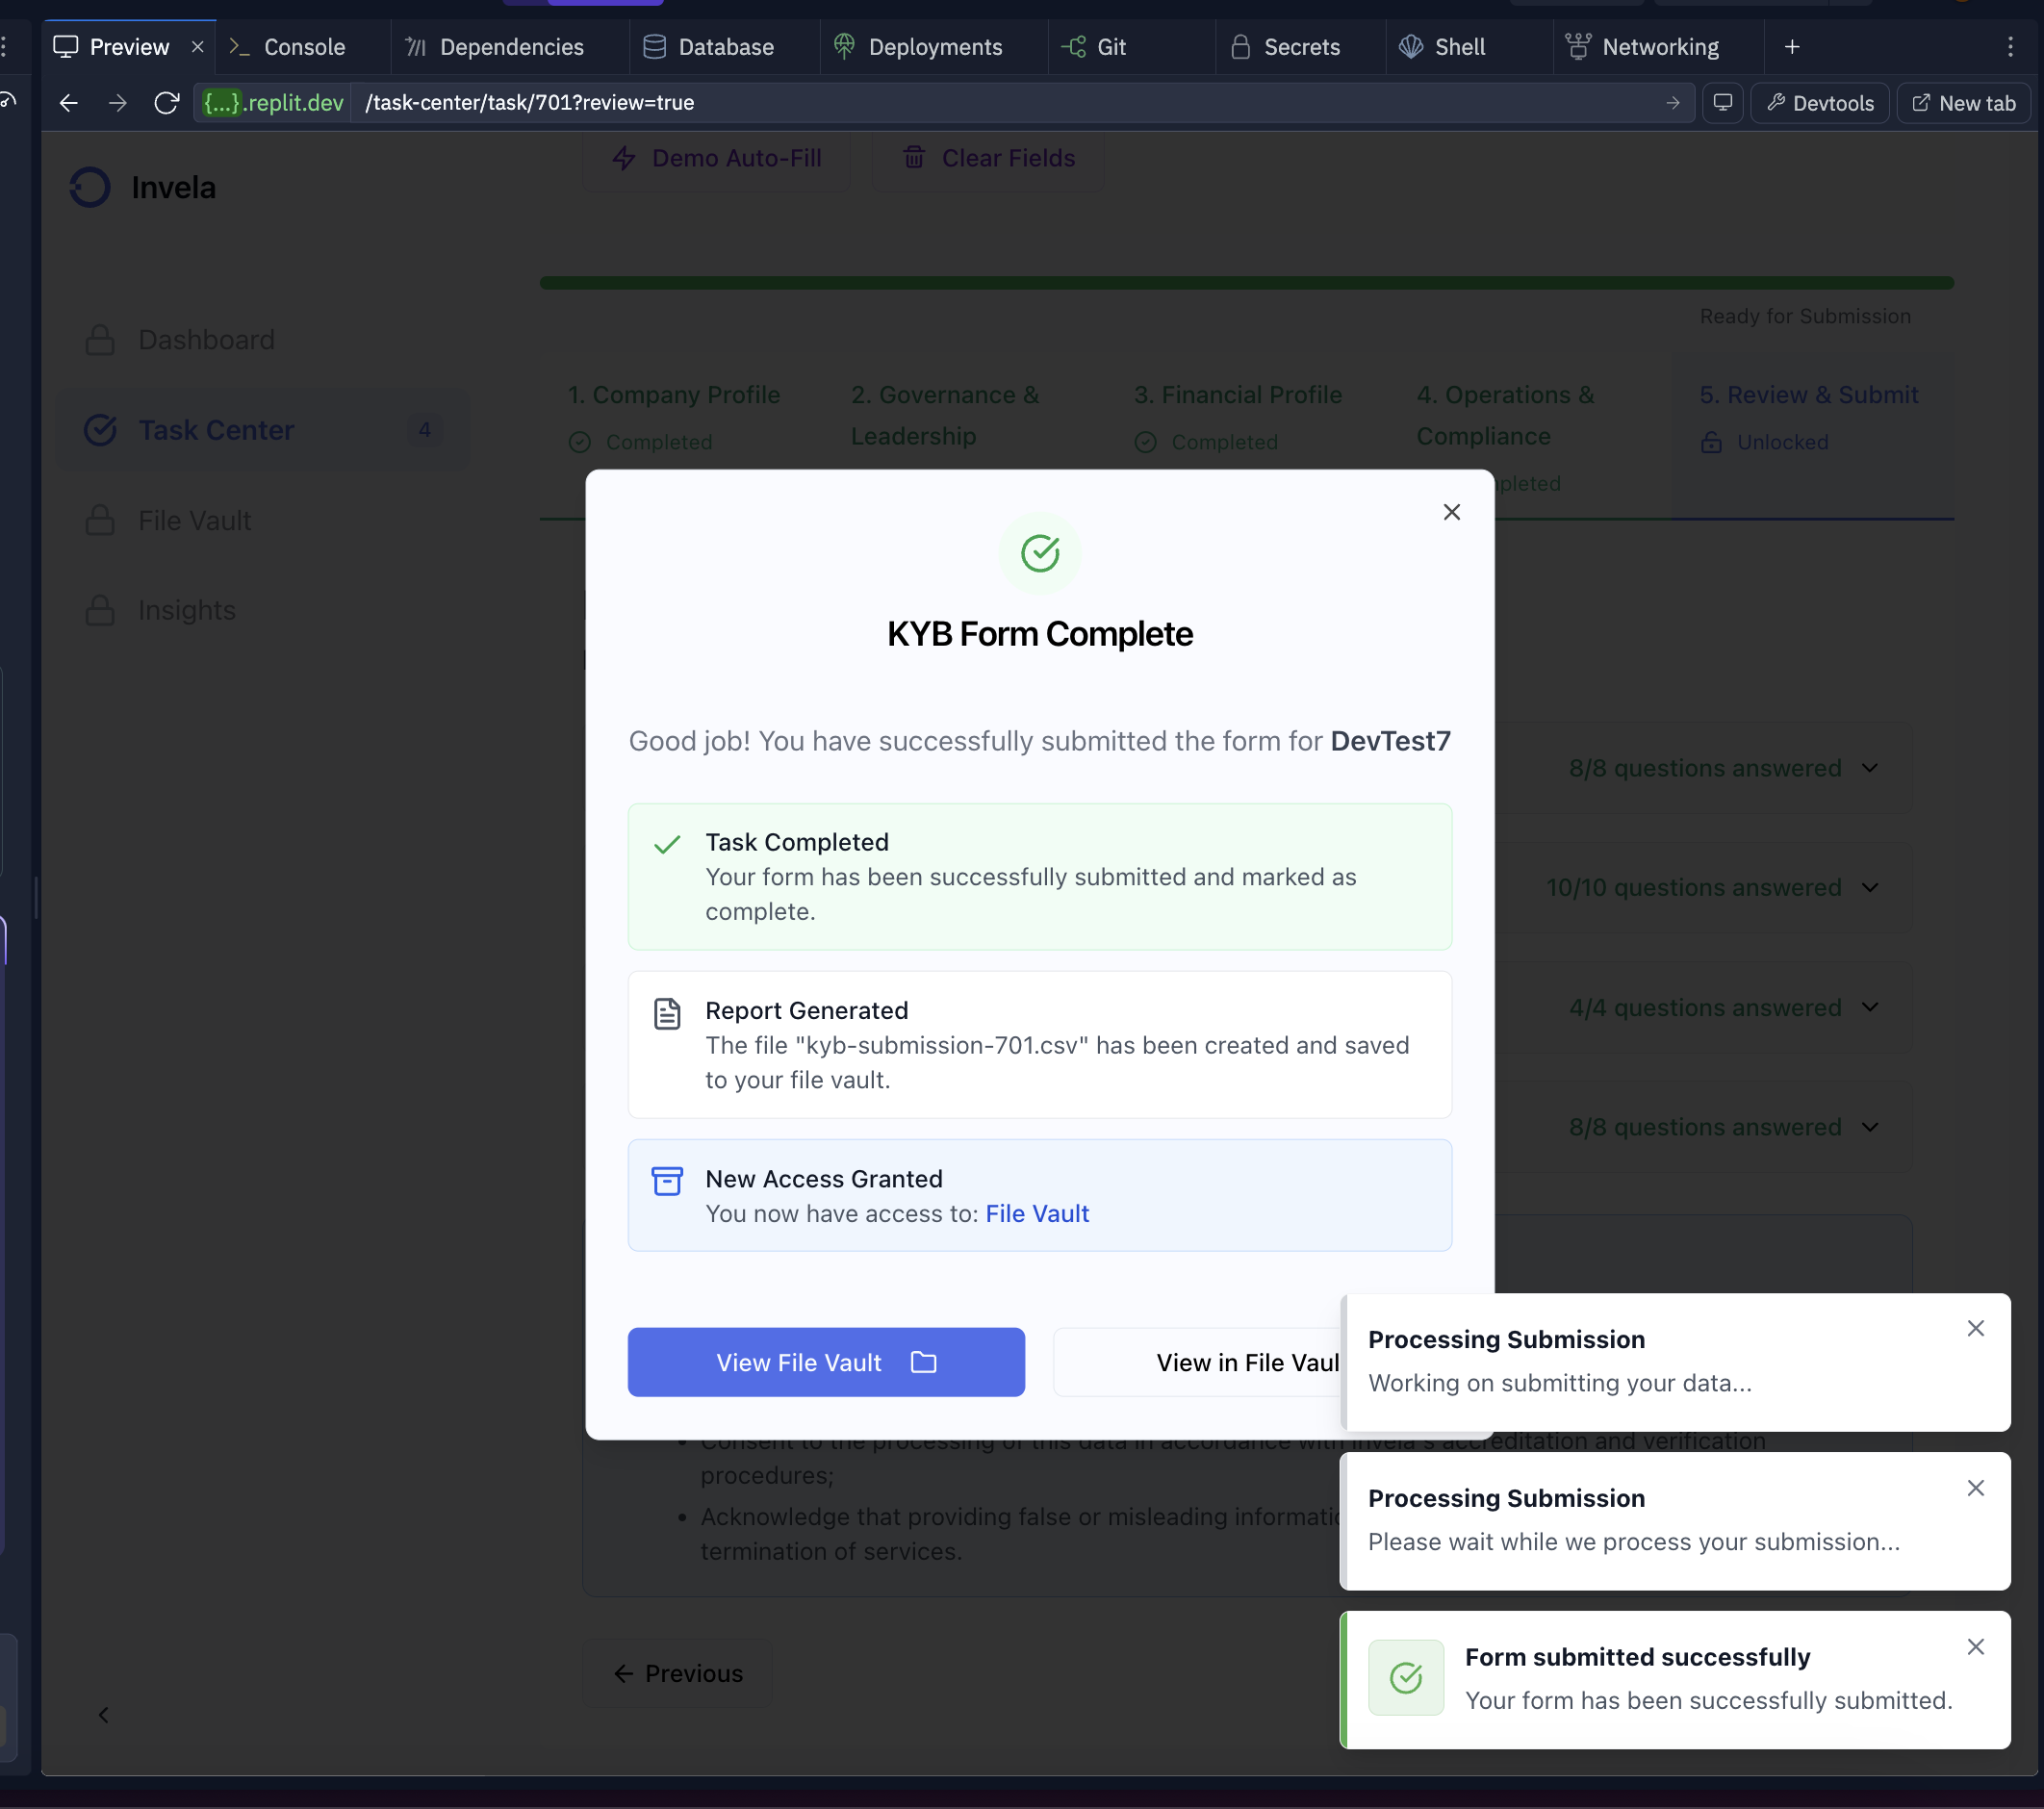 Preview
Console
Dependencies
Database
Deployments
Git
Secrets
Shell
Networking
{...}.replit.dev
/task-center/task/701?review=true
Devtools
New tab
Invela
Demo Auto-Fill
Clear Fields
Dashboard
Task Center
4
File Vault
Insights
Ready for Submission
1. Company Profile
Completed
2. Governance &
Leadership
3. Financial Profile
Completed
4. Operations &
Compliance
pleted
5. Review & Submit
Unlocked
KYB Form Complete
Good job! You have successfully submitted the form for DevTest7
Task Completed
Your form has been successfully submitted and marked as
complete.
Report Generated
The file "kyb-submission-701.csv" has been created and saved
to your file vault.
New Access Granted
You now have access to: File Vault
View File Vault
View in File Vaul
8/8 questions answered
10/10 questions answered
4/4 questions answered
8/8 questions answered
Consent to the processing of this data in accordance with Invela's accreditation and verification
procedures;
Acknowledge that providing false or misleading informatio
termination of services.
Previous
Processing Submission
Working on submitting your data...
Processing Submission
Please wait while we process your submission...
Form submitted successfully
Your form has been successfully submitted.